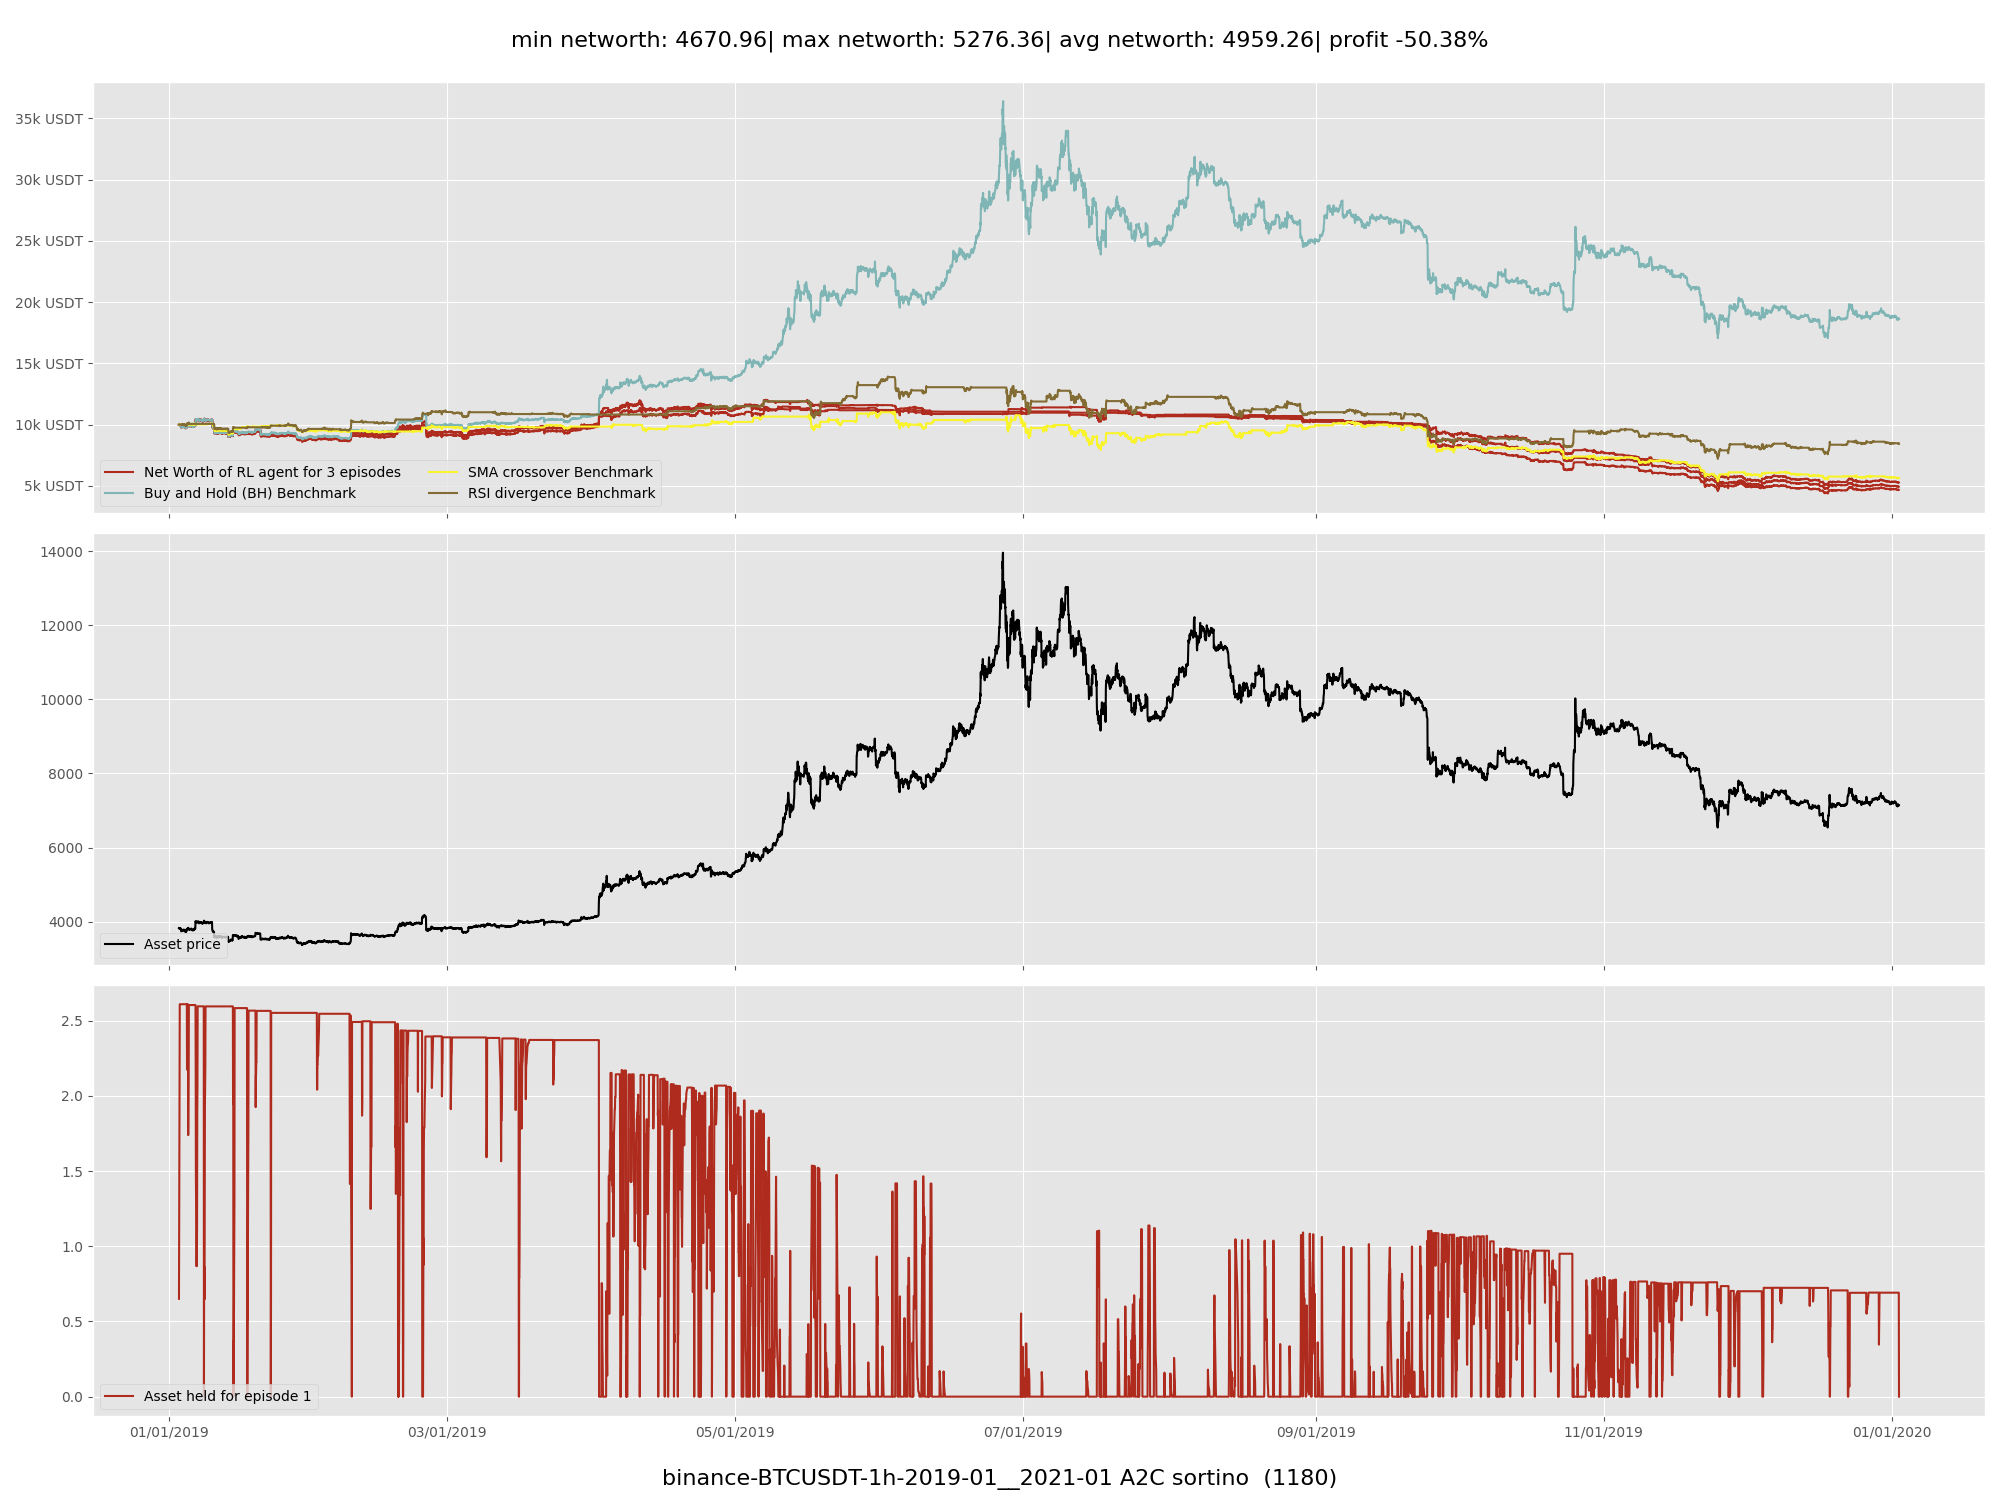 min networth: 4670.96| max networth: 5276.36| avg networth: 4959.26| profit -50.38%
35k USDT
30k USDT
25k USDT
20k USDT
15k USDT
10k USDT
5k USDT
Net Worth of RL agent for 3 episodes
Buy and Hold (BH) Benchmark
SMA crossover Benchmark
RSI divergence Benchmark
14000
12000
10000
8000
6000
4000
Asset price
2.5
2.0
1.5
1.0
0.5
0.0
Asset held for episode 1
01/01/2019 03/01/2019 05/01/2019 07/01/2019 09/01/2019 11/01/2019 01/01/2020
binance-BTCUSDT-1h-2019-01__2021-01 A2C sortino (1180)